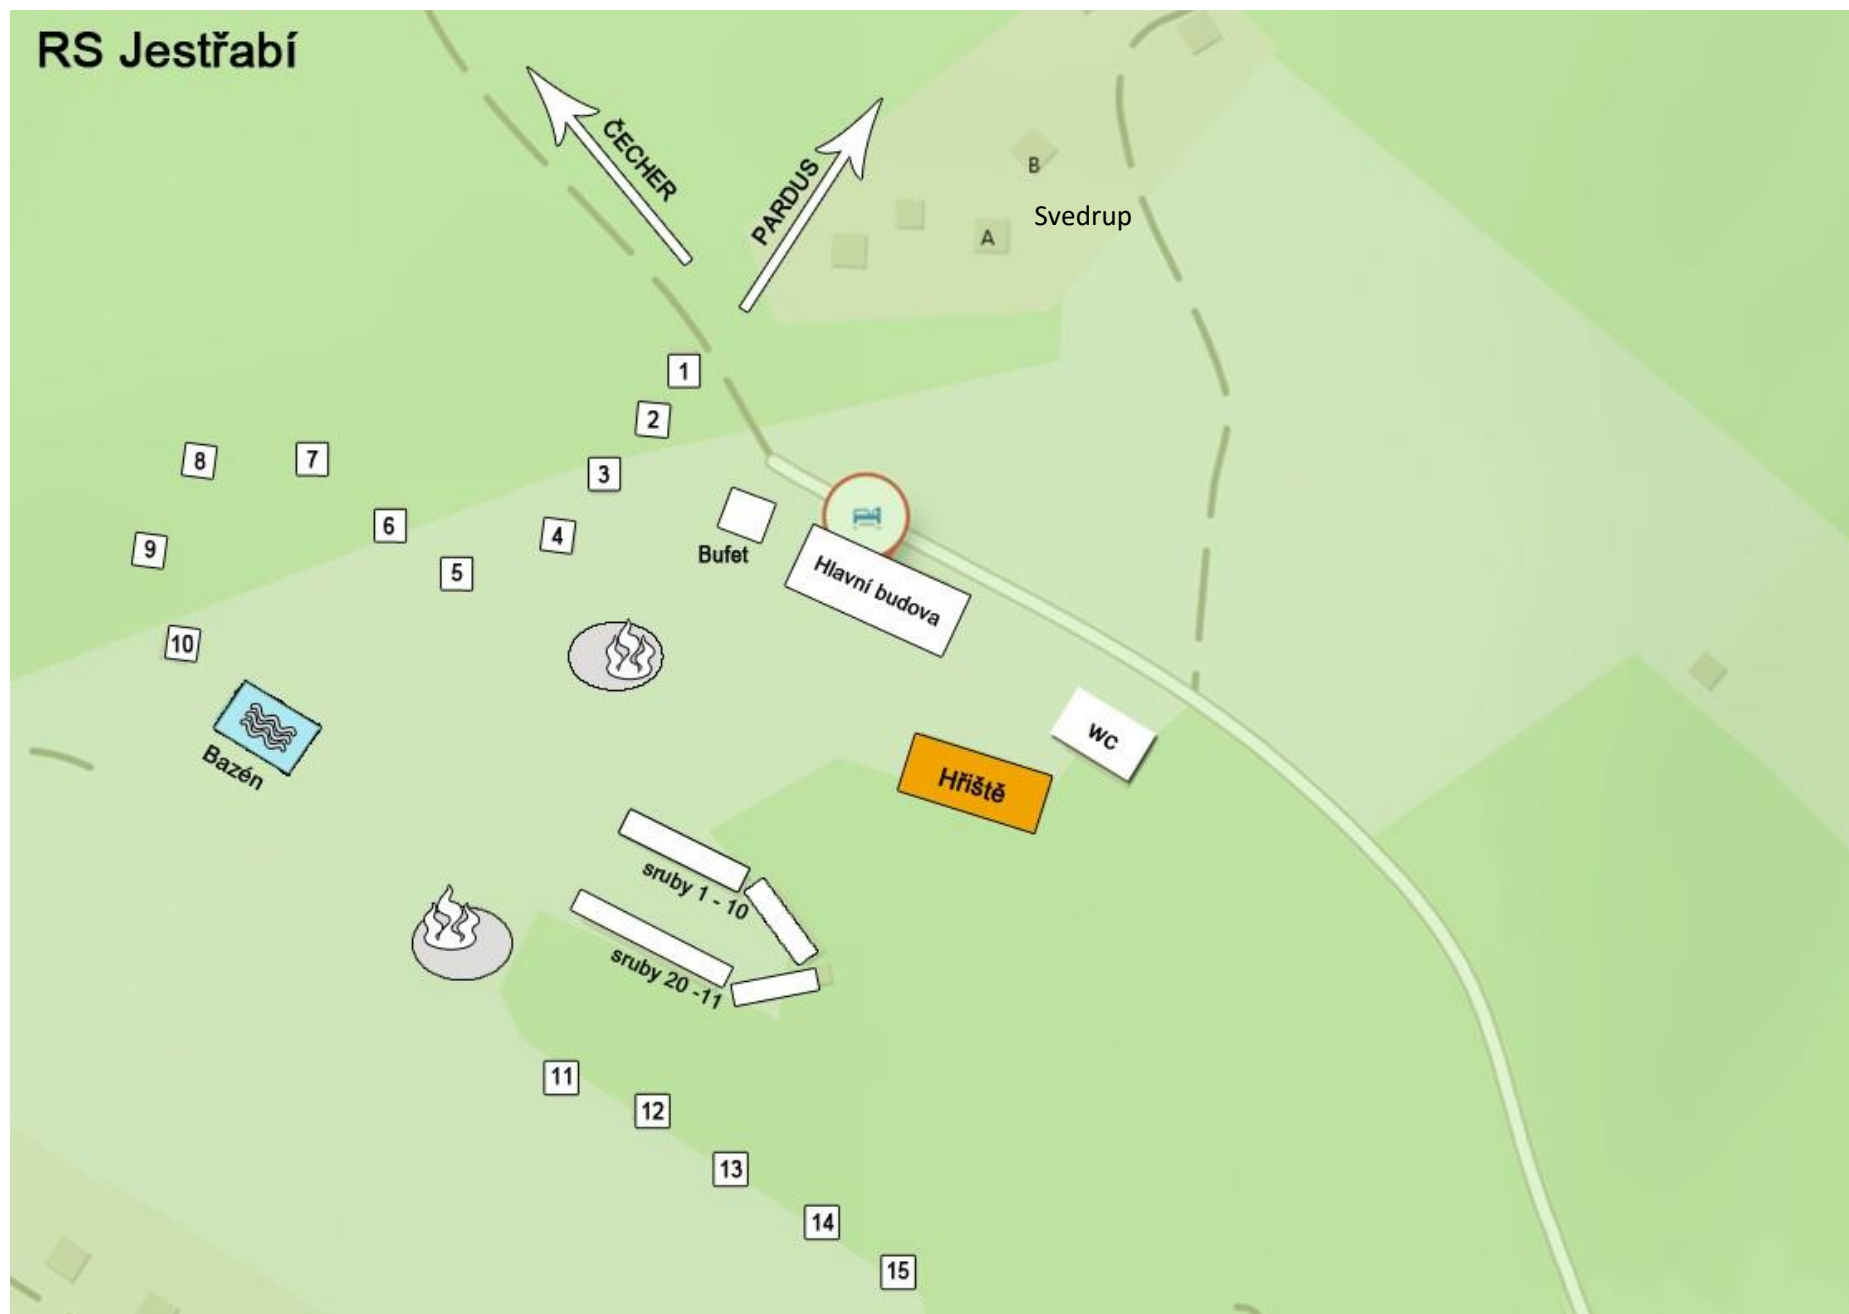 RS Jestřabí
ČECHER
PARDUS
B
Svedrup
A
1
2
3
4
5
6
7
8
9
10
Bufet
Hlavní budova
WC
Hřiště
Bazén
sruby 1 - 10
sruby 20 -11
11
12
13
14
15